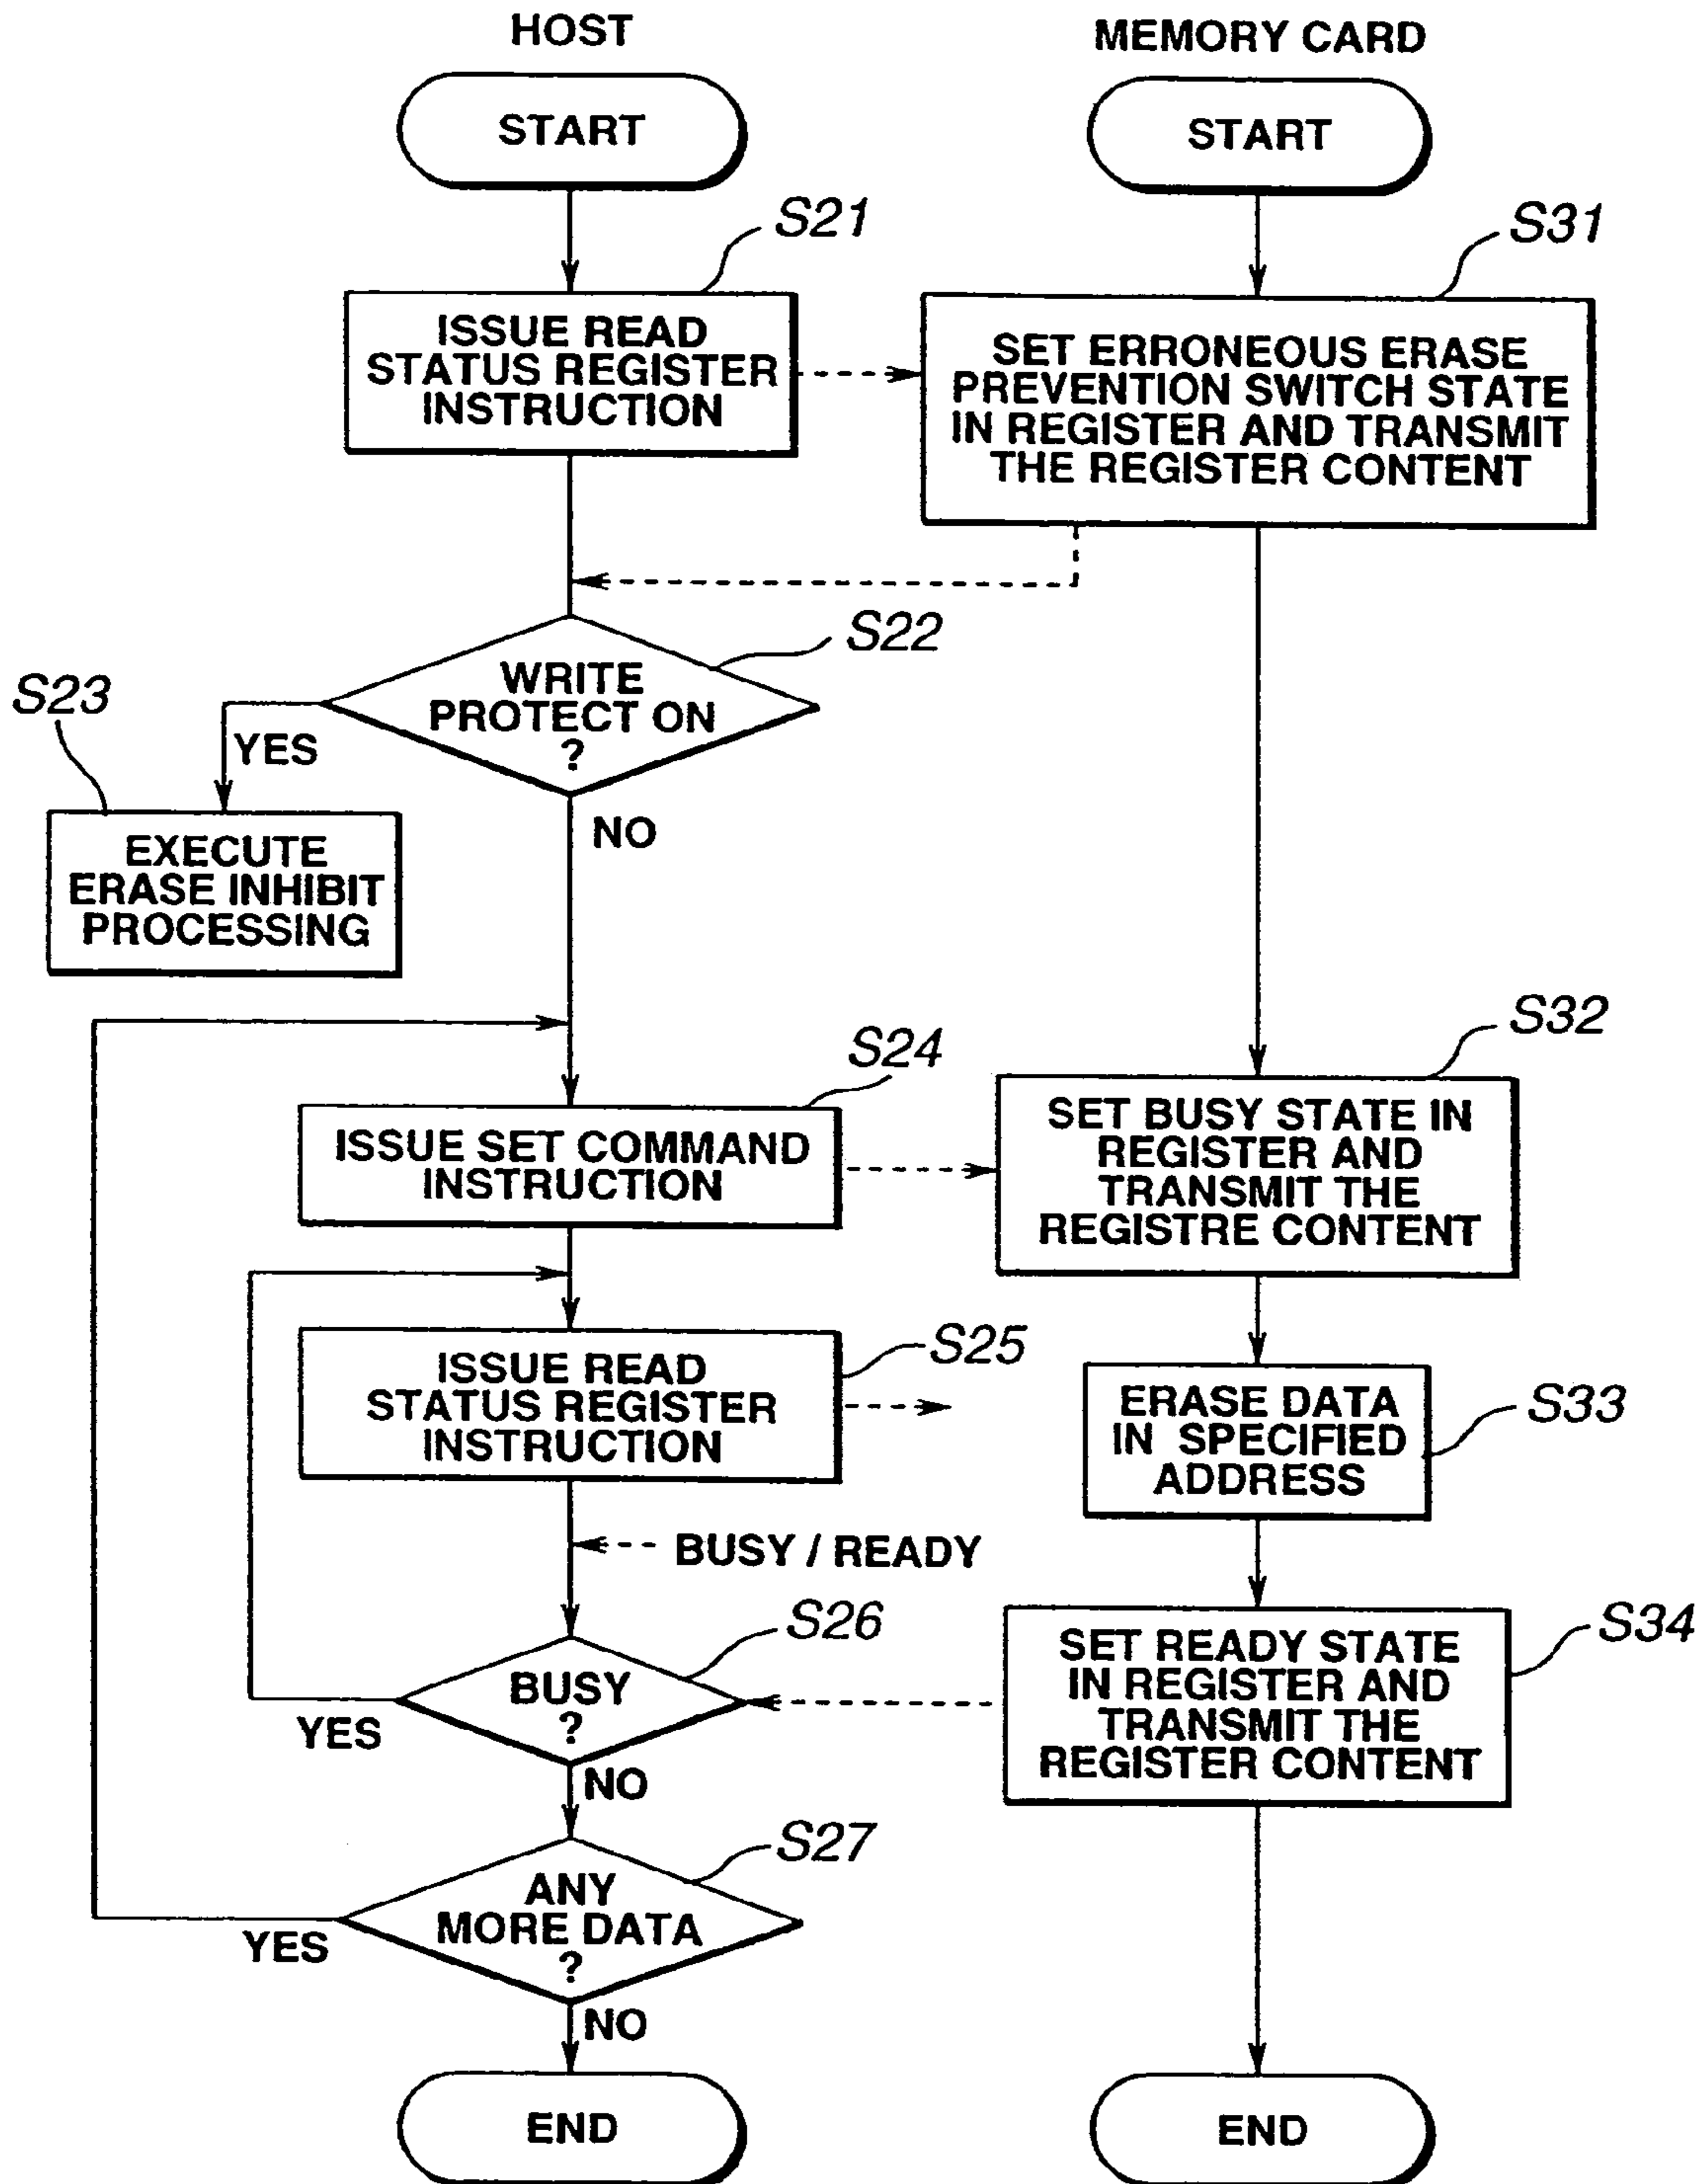 HOST
MEMORY CARD
START
START
S21
S31
ISSUE READ
STATUS REGISTER
INSTRUCTION
SET ERRONEOUS ERASE
PREVENTION SWITCH STATE
IN REGISTER AND TRANSMIT
THE REGISTER CONTENT
S22
WRITE
PROTECT ON
?
S23
YES
NO
EXECUTE
ERASE INHIBIT
PROCESSING
S24
S32
ISSUE SET COMMAND
INSTRUCTION
SET BUSY STATE IN
REGISTER AND
TRANSMIT THE
REGISTRE CONTENT
S25
ISSUE READ
STATUS REGISTER
INSTRUCTION
S33
ERASE DATA
IN SPECIFIED
ADDRESS
BUSY / READY
S26
S34
BUSY
?
YES
NO
SET READY STATE
IN REGISTER AND
TRANSMIT THE
REGISTER CONTENT
S27
ANY
MORE DATA
?
YES
NO
END
END